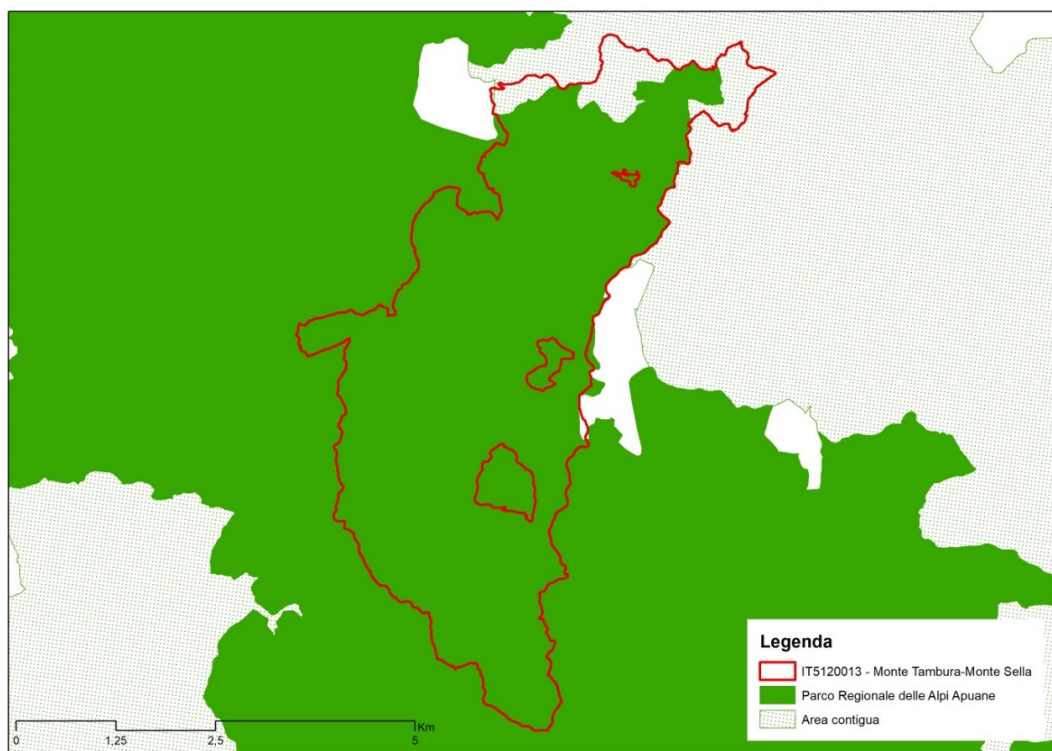 Legenda
IT5120013 - Monte Tambura-Monte Sella
Parco Regionale delle Alpi Apuane
Area contigua
Km
0 1,25 2,5 5